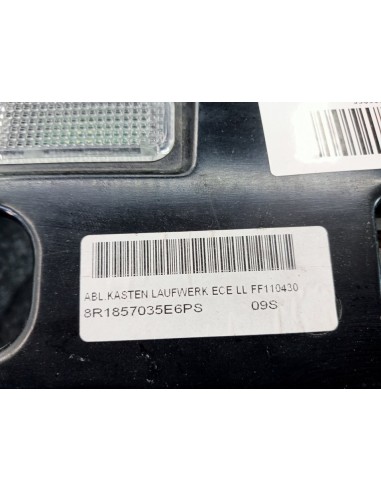 ABL.KASTEN LAUFWERK ECE LL FF110430
8R1857035E6PS 09S